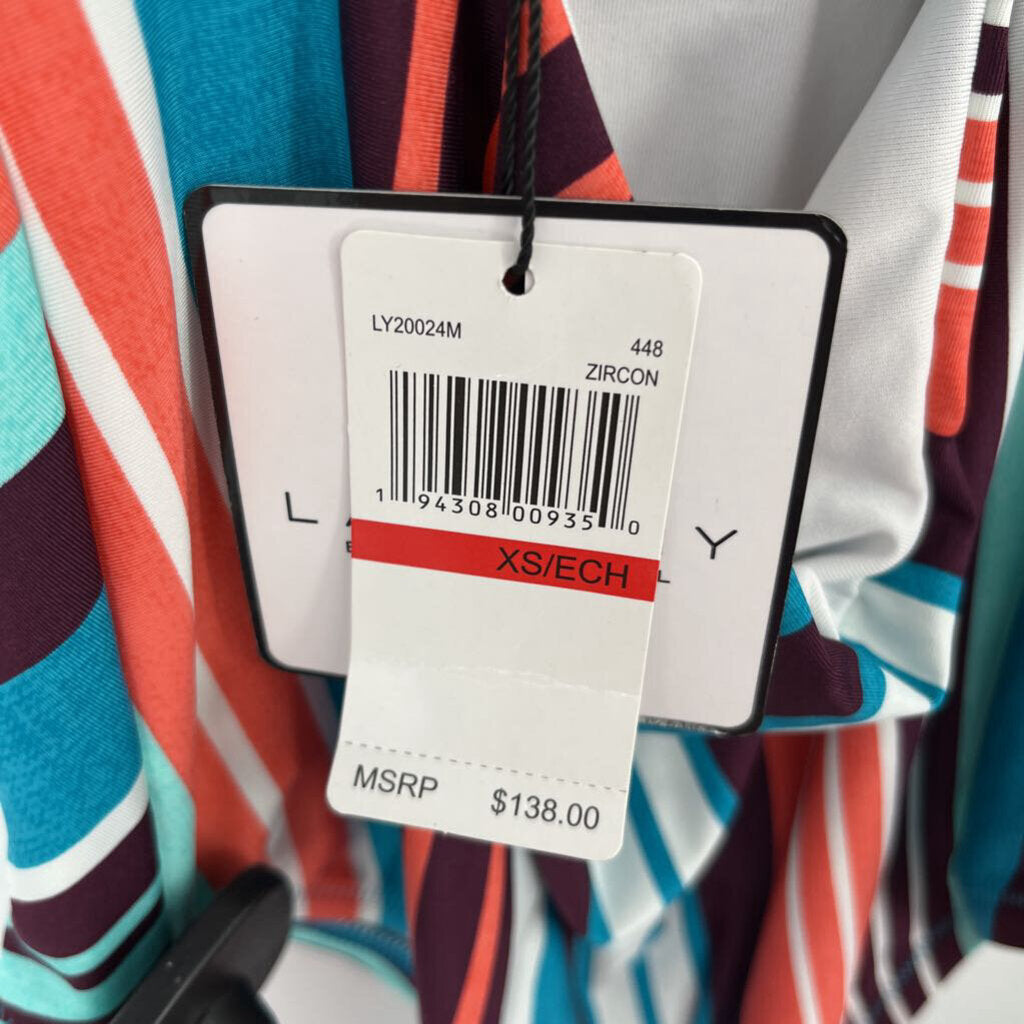 LY20024M
448
ZIRCON
1 94308 00935 0
XS/ECH
L Y
MSRP $138.00